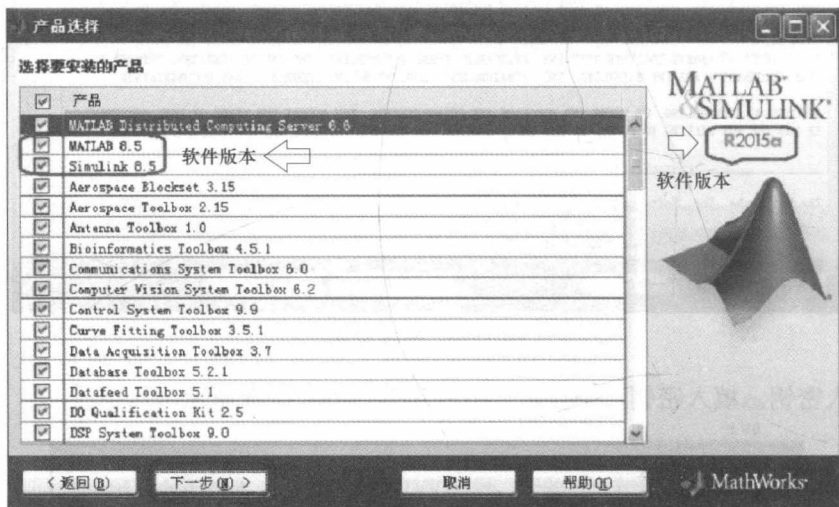 产品选择
选择要安装的产品
产品
MATLAB Distributed Computing Server 6.6
MATLAB 8.5
Simulink 8.5
软件版本
Aerospace Blockset 3.15
Aerospace Toolbox 2.15
Antenna Toolbox 1.0
Bioinformatics Toolbox 4.5.1
Communications System Toolbox 6.0
Computer Vision System Toolbox 6.2
Control System Toolbox 9.9
Curve Fitting Toolbox 3.5.1
Data Acquisition Toolbox 3.7
Database Toolbox 5.2.1
Datafeed Toolbox 5.1
DO Qualification Kit 2.5
DSP System Toolbox 9.0
MATLAB®
&SIMULINK®
R2015a
软件版本
< 返回(B)
下一步(N) >
取消
帮助(H)
MathWorks®